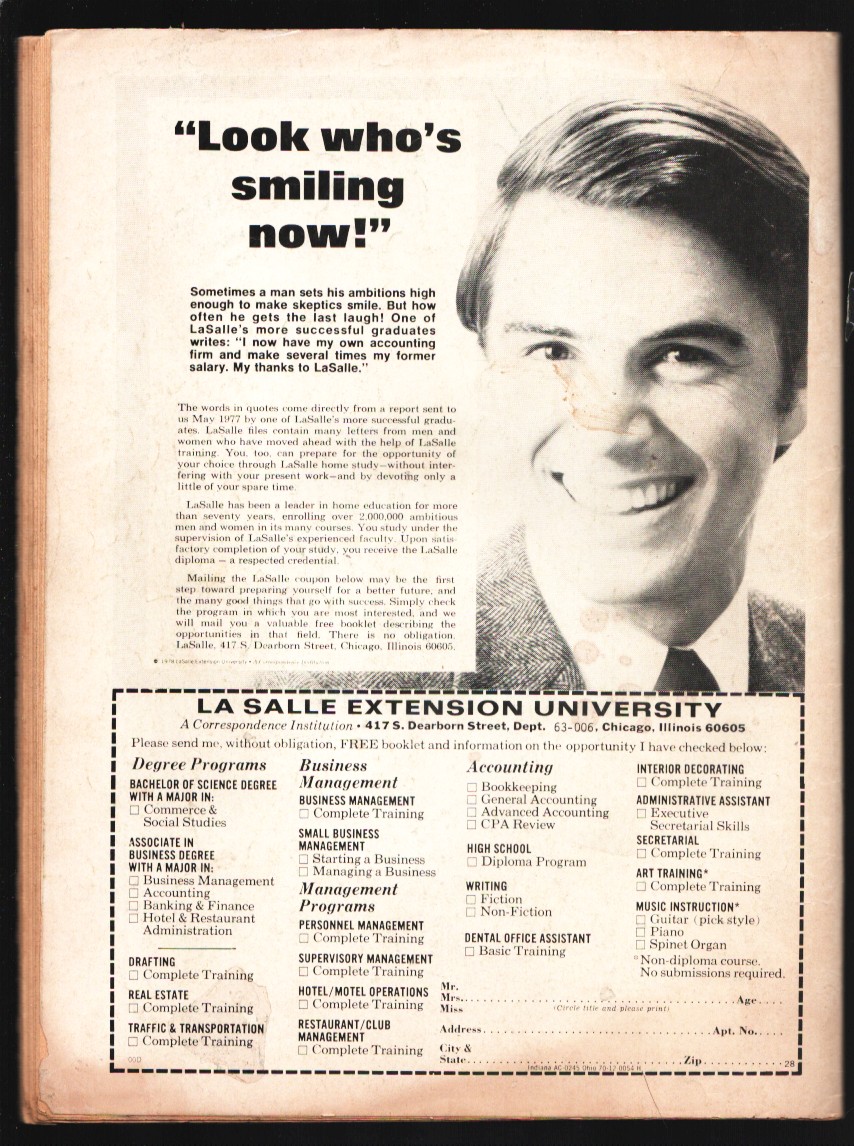 “Look who’s
smiling
now!”
Sometimes a man sets his ambitions high
enough to make skeptics smile. But how
often he gets the last laugh! One of
LaSalle’s more successful graduates
writes: “I now have my own accounting
firm and make several times my former
salary. My thanks to LaSalle.”
The words in quotes come directly from a report sent to
us May 1977 by one of LaSalle’s more successful gradu-
ates. LaSalle files contain many letters from men and
women who have moved ahead with the help of LaSalle
training. You, too, can prepare for the opportunity of
your choice through LaSalle home study—without inter-
fering with your present work—and by devoting only a
little of your spare time.
LaSalle has been a leader in home education for more
than seventy years, enrolling over 2,000,000 ambitious
men and women in its many courses. You study under the
supervision of LaSalle’s experienced faculty. Upon satis-
factory completion of your study, you receive the LaSalle
diploma — a respected credential.
Mailing the LaSalle coupon below may be the first
step toward preparing yourself for a better future, and
the many good things that go with success. Simply check
the program in which you are most interested, and we
will mail you a valuable free booklet describing the
opportunities in that field. There is no obligation.
LaSalle, 417 S. Dearborn Street, Chicago, Illinois 60605.
LaSalle Extension University • A Correspondence Institution
LA SALLE EXTENSION UNIVERSITY
A Correspondence Institution • 417 S. Dearborn Street, Dept. 63-006, Chicago, Illinois 60605
Please send me, without obligation, FREE booklet and information on the opportunity I have checked below:
Degree Programs
BACHELOR OF SCIENCE DEGREE
WITH A MAJOR IN:
□ Commerce &
Social Studies
ASSOCIATE IN
BUSINESS DEGREE
WITH A MAJOR IN:
□ Business Management
□ Accounting
□ Banking & Finance
□ Hotel & Restaurant
Administration
DRAFTING
□ Complete Training
REAL ESTATE
□ Complete Training
TRAFFIC & TRANSPORTATION
□ Complete Training
Business
Management
BUSINESS MANAGEMENT
□ Complete Training
SMALL BUSINESS
MANAGEMENT
□ Starting a Business
□ Managing a Business
Management
Programs
PERSONNEL MANAGEMENT
□ Complete Training
SUPERVISORY MANAGEMENT
□ Complete Training
HOTEL/MOTEL OPERATIONS
□ Complete Training
RESTAURANT/CLUB
MANAGEMENT
□ Complete Training
Accounting
□ Bookkeeping
□ General Accounting
□ Advanced Accounting
□ CPA Review
HIGH SCHOOL
□ Diploma Program
WRITING
□ Fiction
□ Non-Fiction
DENTAL OFFICE ASSISTANT
□ Basic Training
INTERIOR DECORATING
□ Complete Training
ADMINISTRATIVE ASSISTANT
□ Executive
Secretarial Skills
SECRETARIAL
□ Complete Training
ART TRAINING*
□ Complete Training
MUSIC INSTRUCTION*
□ Guitar (pick style)
□ Piano
□ Spinet Organ
*Non-diploma course.
No submissions required.
Mr.
Mrs. Age
Miss (Circle title and please print)
Address Apt. No.
City &
State Zip 28
Indiana AC-0245 Ohio 70-12 0054 H